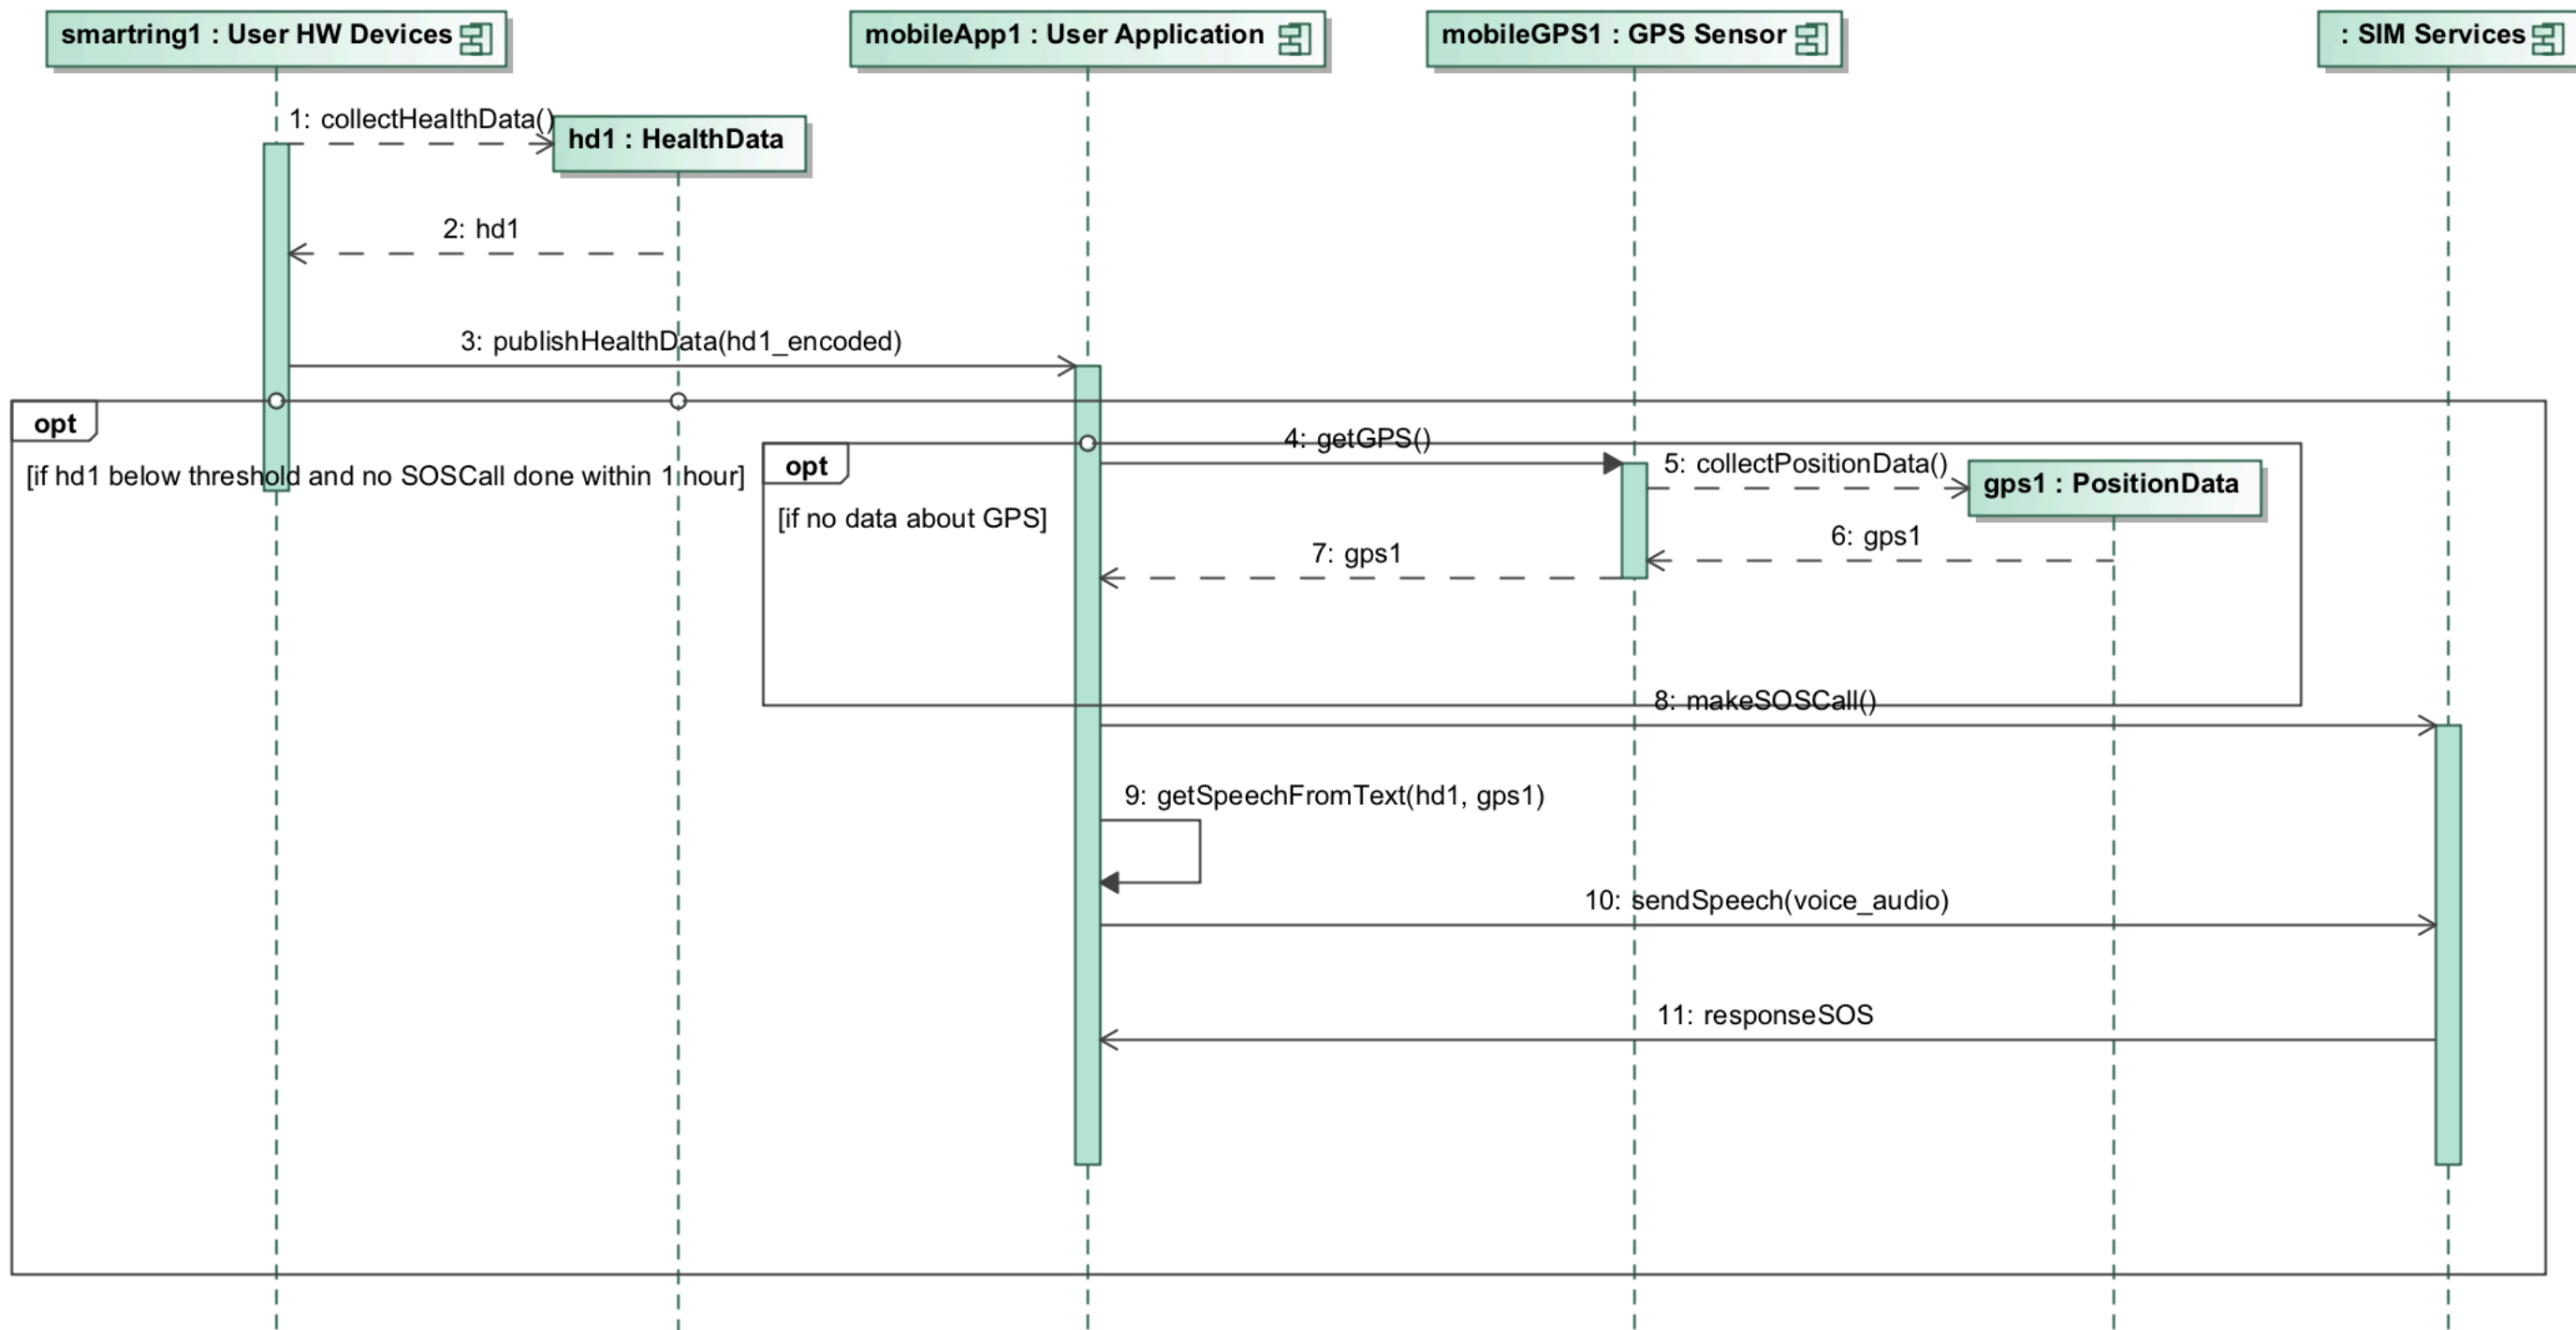 smartring1 : User HW Devices
mobileApp1 : User Application
mobileGPS1 : GPS Sensor
: SIM Services
1: collectHealthData()
hd1 : HealthData
2: hd1
3: publishHealthData(hd1_encoded)
opt
[if hd1 below threshold and no SOSCall done within 1 hour]
opt
[if no data about GPS]
4: getGPS()
5: collectPositionData()
gps1 : PositionData
6: gps1
7: gps1
8: makeSOSCall()
9: getSpeechFromText(hd1, gps1)
10: sendSpeech(voice_audio)
11: responseSOS